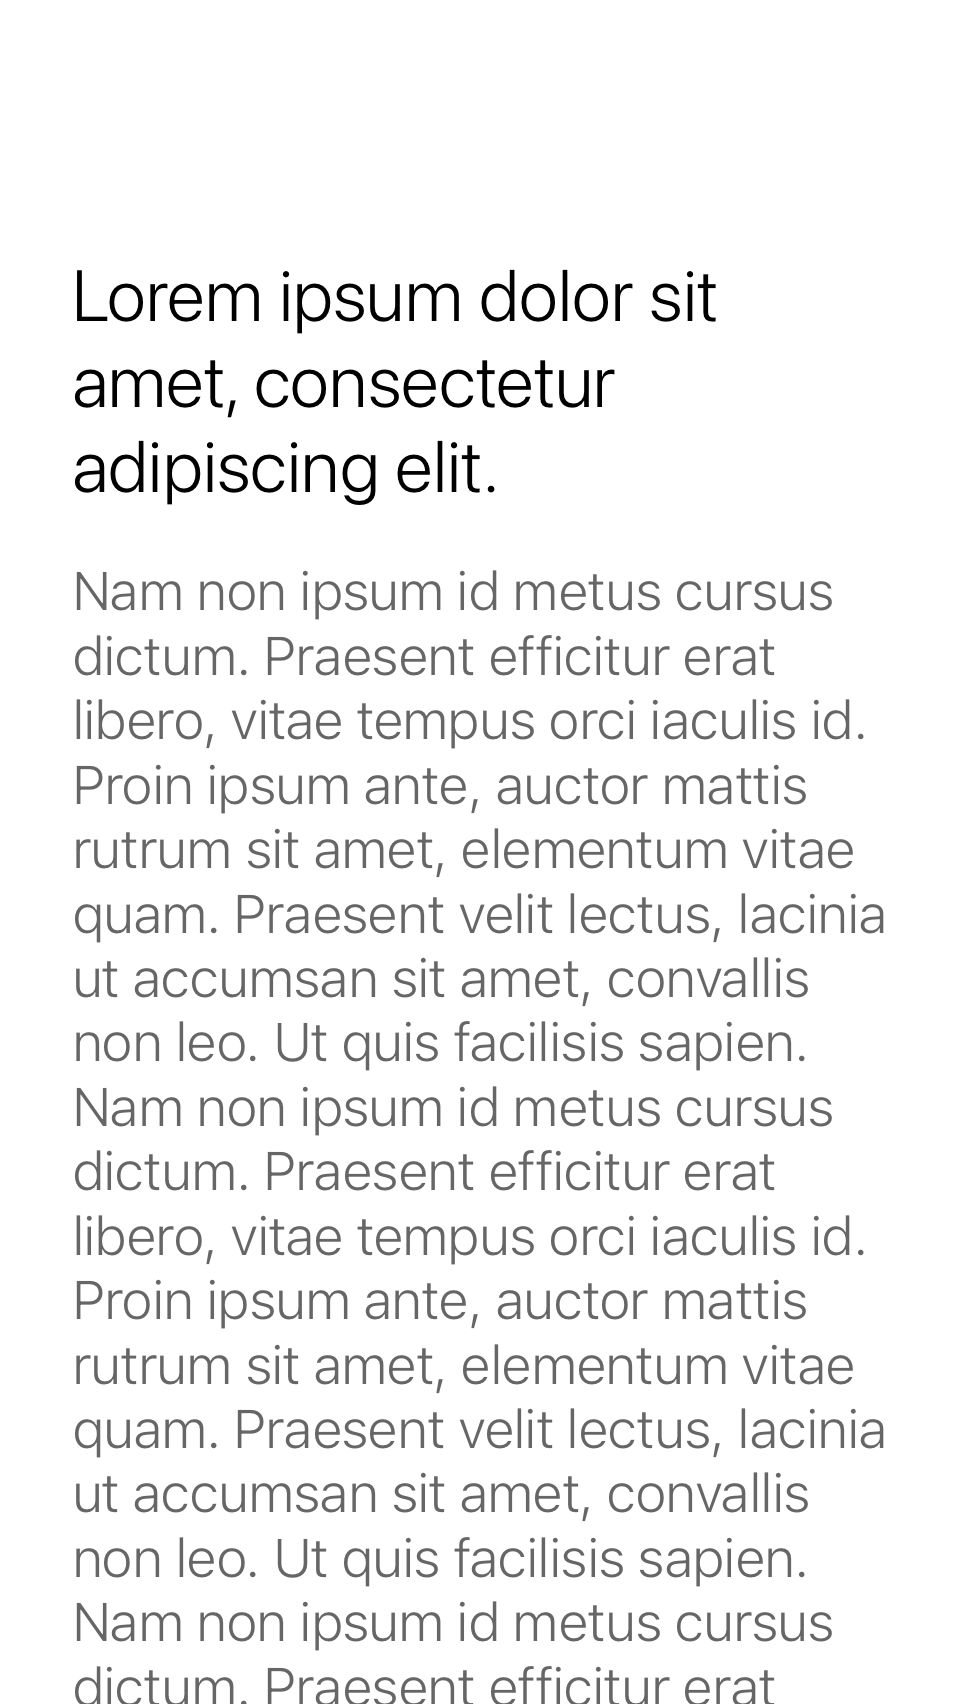 Lorem ipsum dolor sit
amet, consectetur
adipiscing elit.
Nam non ipsum id metus cursus
dictum. Praesent efficitur erat
libero, vitae tempus orci iaculis id.
Proin ipsum ante, auctor mattis
rutrum sit amet, elementum vitae
quam. Praesent velit lectus, lacinia
ut accumsan sit amet, convallis
non leo. Ut quis facilisis sapien.
Nam non ipsum id metus cursus
dictum. Praesent efficitur erat
libero, vitae tempus orci iaculis id.
Proin ipsum ante, auctor mattis
rutrum sit amet, elementum vitae
quam. Praesent velit lectus, lacinia
ut accumsan sit amet, convallis
non leo. Ut quis facilisis sapien.
Nam non ipsum id metus cursus
dictum. Praesent efficitur erat